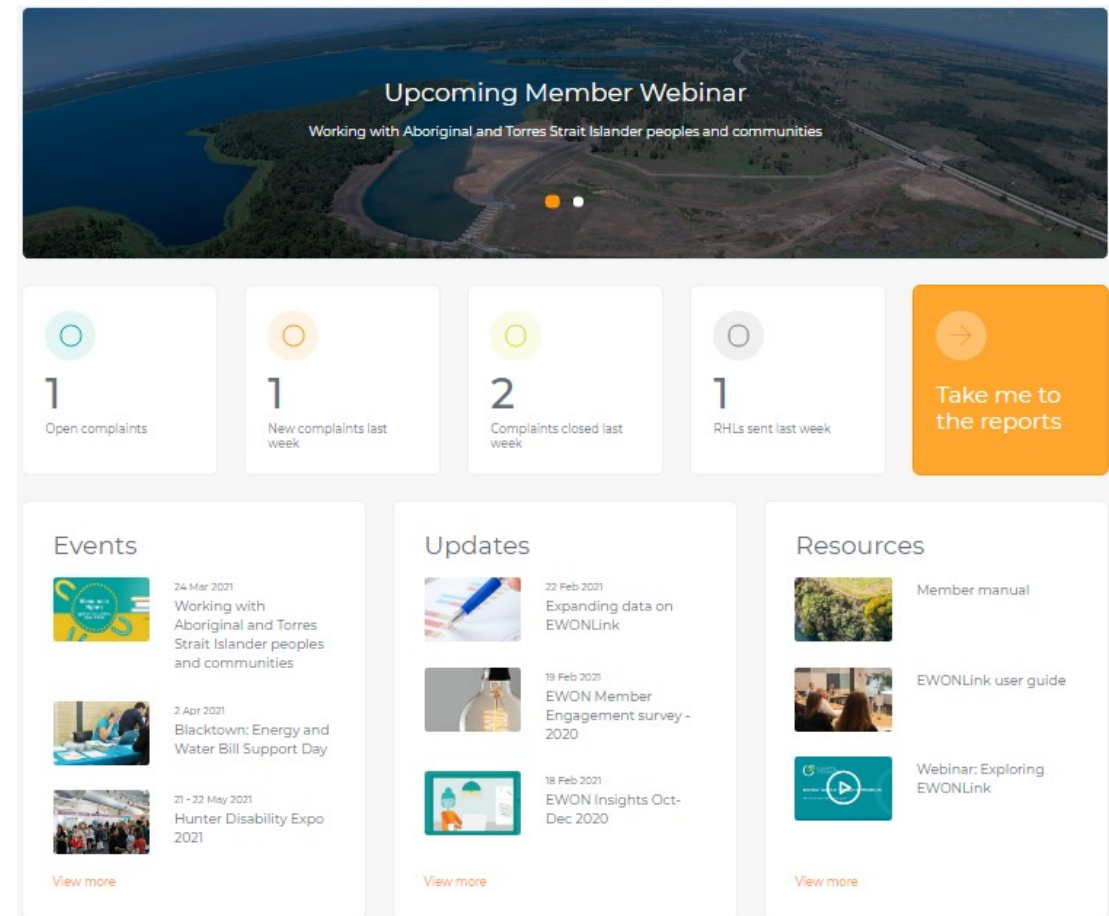 Upcoming Member Webinar
Working with Aboriginal and Torres Strait Islander peoples and communities
1
Open complaints
1
New complaints last
week
2
Complaints closed last
week
1
RHLs sent last week
Take me to
the reports
Events
24 Mar 2021
Working with
Aboriginal and Torres
Strait Islander peoples
and communities
2 Apr 2021
Blacktown: Energy and
Water Bill Support Day
21 - 22 May 2021
Hunter Disability Expo
2021
View more
Updates
22 Feb 2021
Expanding data on
EWONLink
19 Feb 2021
EWON Member
Engagement survey -
2020
18 Feb 2021
EWON Insights Oct-
Dec 2020
View more
Resources
Member manual
EWONLink user guide
Webinar: Exploring
EWONLink
View more